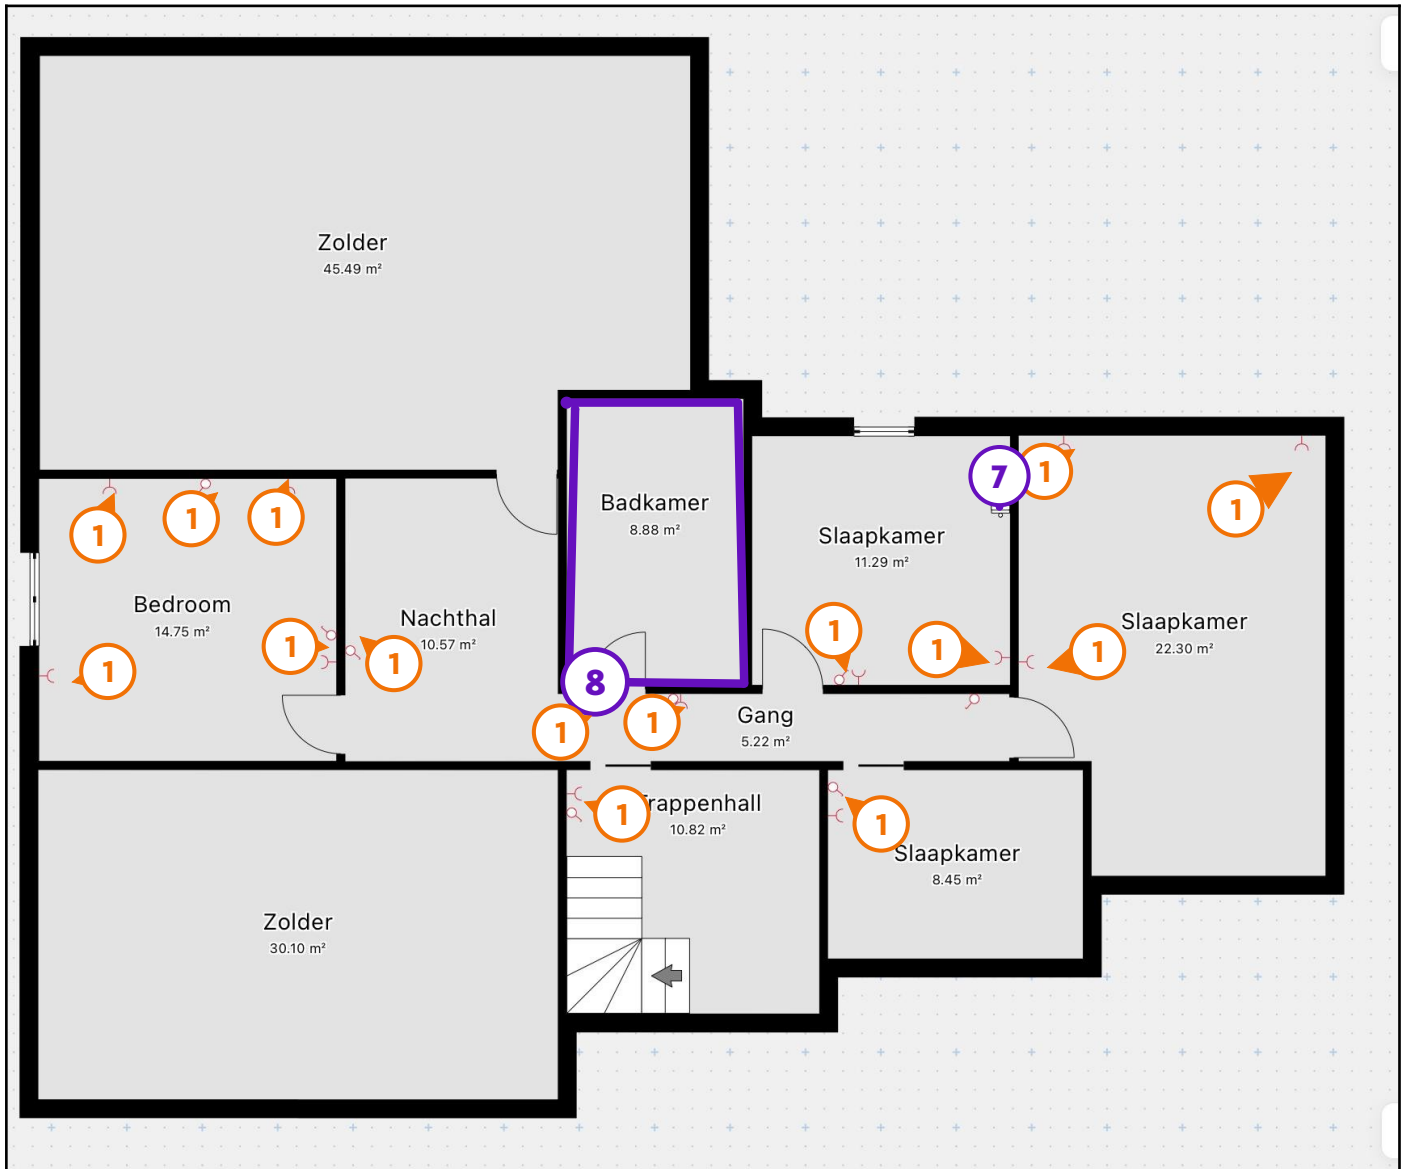 Zolder
45.49 m²
Badkamer
8.88 m²
7
1
1
1
1
1
Slaapkamer
11.29 m²
Bedroom
14.75 m²
Nachthal
10.57 m²
Slaapkamer
22.30 m²
1
1
1
1
1
1
8
1
1
Gang
5.22 m²
1
Trappenhall
10.82 m²
1
Slaapkamer
8.45 m²
Zolder
30.10 m²